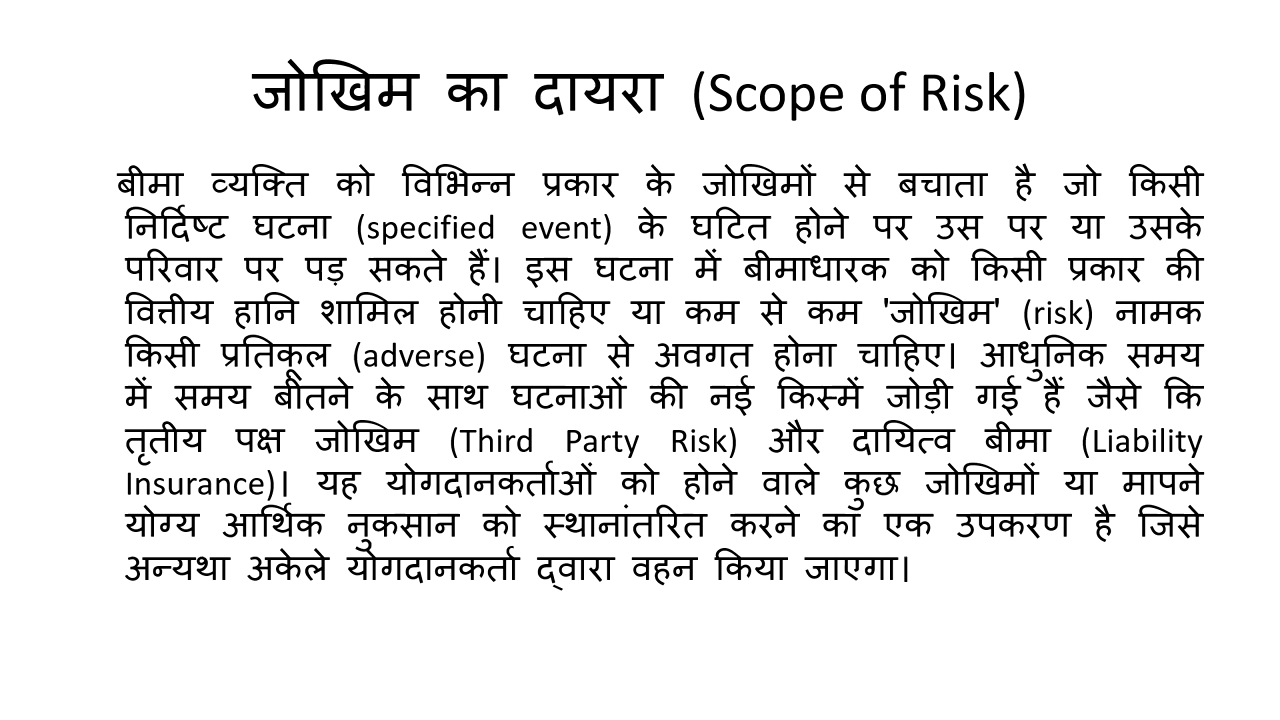 जोखिम का दायरा (Scope of Risk)
बीमा व्यक्ति को विभिन्न प्रकार के जोखिमों से बचाता है जो किसी
निर्दिष्ट घटना (specified event) के घटित होने पर उस पर या उसके
परिवार पर पड़ सकते हैं। इस घटना में बीमाधारक को किसी प्रकार की
वित्तीय हानि शामिल होनी चाहिए या कम से कम 'जोखिम' (risk) नामक
किसी प्रतिकूल (adverse) घटना से अवगत होना चाहिए। आधुनिक समय
में समय बीतने के साथ घटनाओं की नई किस्में जोड़ी गई हैं जैसे कि
तृतीय पक्ष जोखिम (Third Party Risk) और दायित्व बीमा (Liability
Insurance)। यह योगदानकर्ताओं को होने वाले कुछ जोखिमों या मापने
योग्य आर्थिक नुकसान को स्थानांतरित करने का एक उपकरण है जिसे
अन्यथा अकेले योगदानकर्ता द्वारा वहन किया जाएगा।